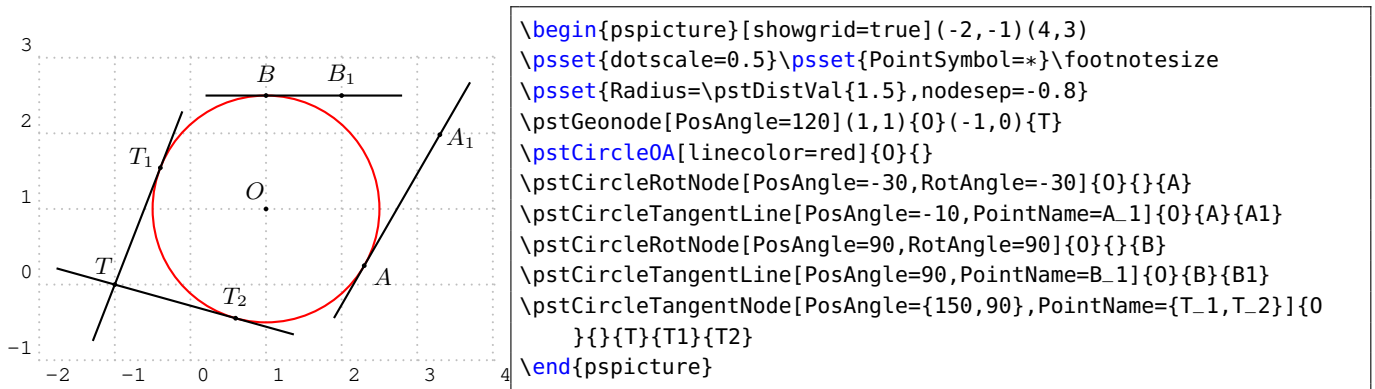 3
2
1
0
−1
−2 −1 0 1 2 3 4
B B₁
T₁ A₁
O
T A
T₂
\begin{pspicture}[showgrid=true](-2,-1)(4,3)
\psset{dotscale=0.5}\psset{PointSymbol=*}\footnotesize
\psset{Radius=\pstDistVal{1.5},nodesep=-0.8}
\pstGeonode[PosAngle=120](1,1){O}(-1,0){T}
\pstCircleOA[linecolor=red]{O}{}
\pstCircleRotNode[PosAngle=-30,RotAngle=-30]{O}{}{A}
\pstCircleTangentLine[PosAngle=-10,PointName=A_1]{O}{A}{A1}
\pstCircleRotNode[PosAngle=90,RotAngle=90]{O}{}{B}
\pstCircleTangentLine[PosAngle=90,PointName=B_1]{O}{B}{B1}
\pstCircleTangentNode[PosAngle={150,90},PointName={T_1,T_2}]{O
}{}{T}{T1}{T2}
\end{pspicture}